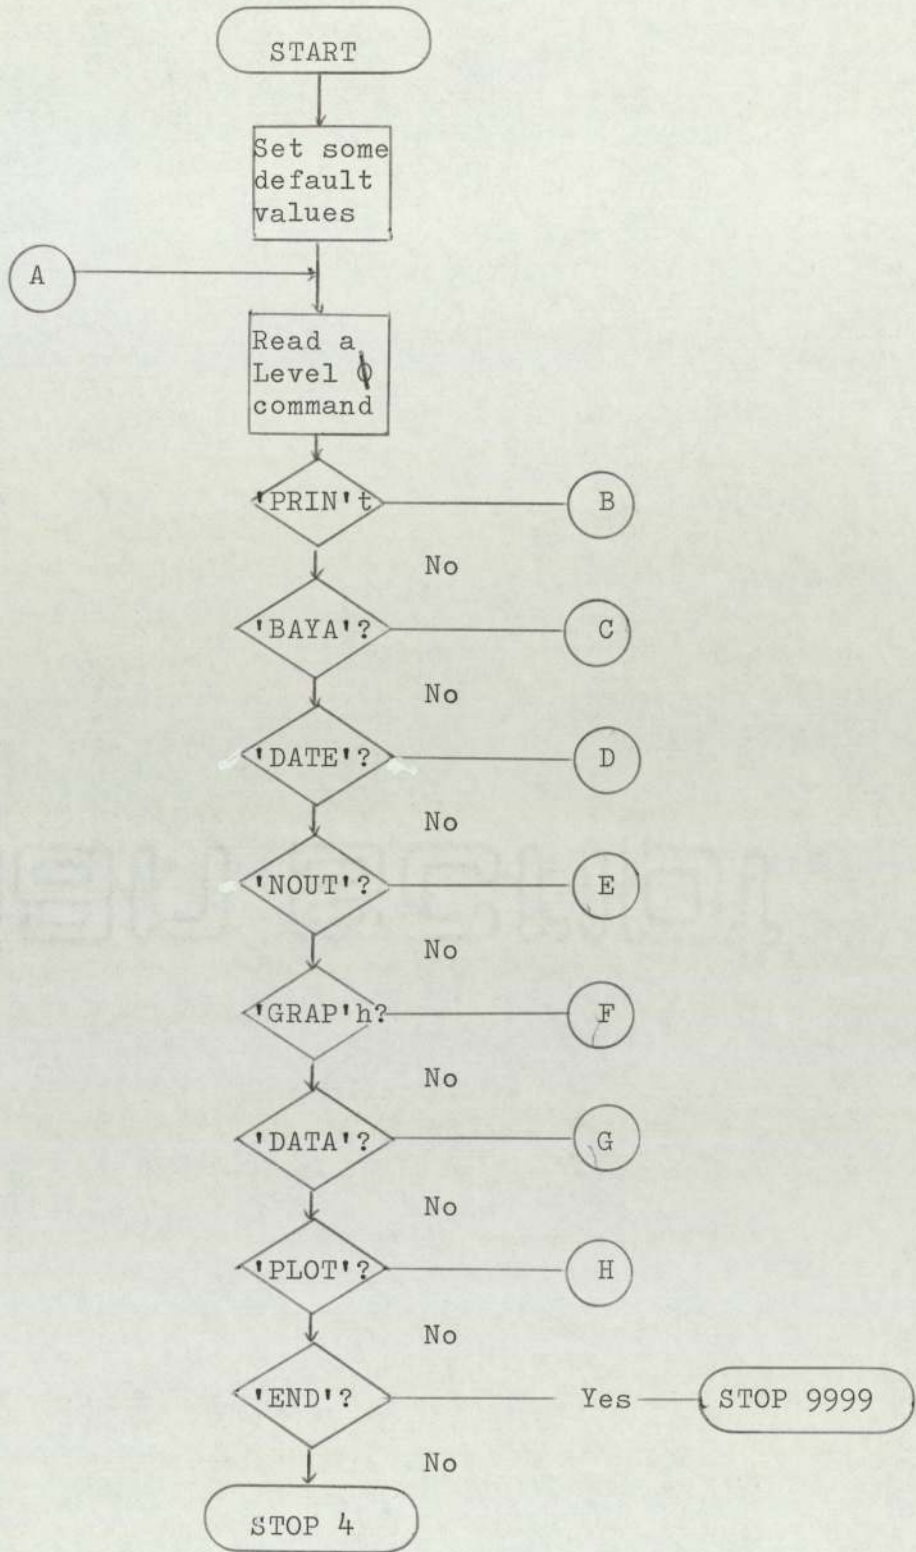 START
Set some
default
values
A
Read a
Level 0
command
'PRIN't
B
No
'BAYA'?
C
No
'DATE'?
D
No
'NOUT'?
E
No
'GRAP'h?
F
No
'DATA'?
G
No
'PLOT'?
H
No
'END'?
Yes
STOP 9999
No
STOP 4